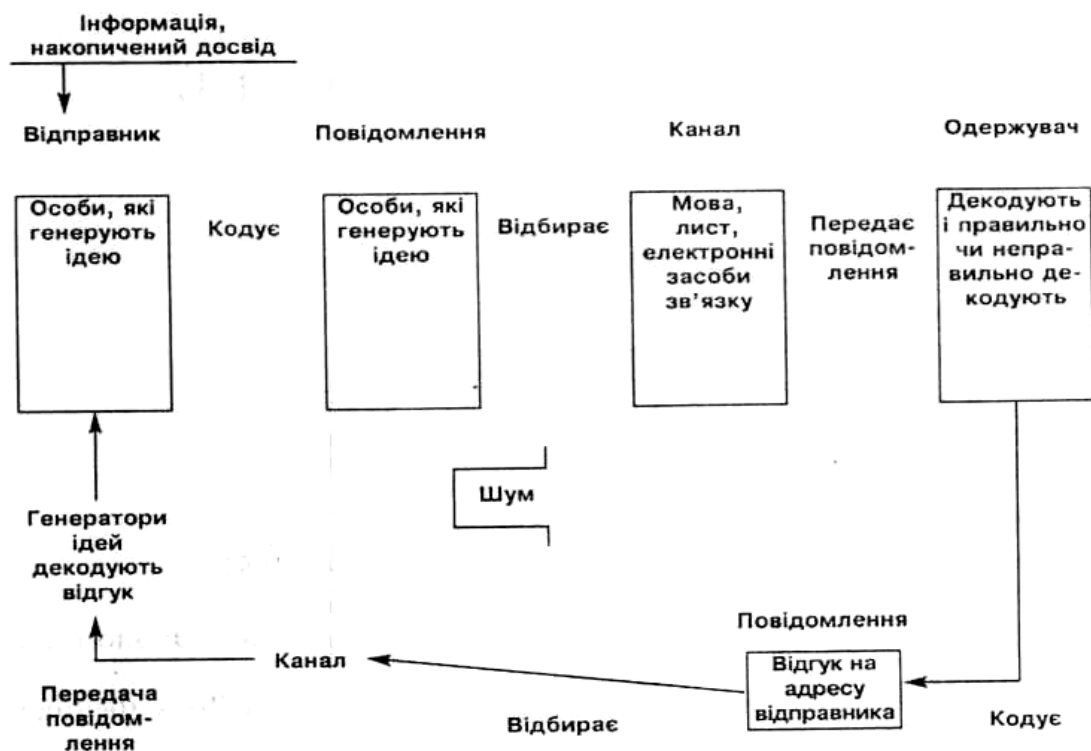 Інформація,
накопичений досвід
Відправник
Повідомлення
Канал
Одержувач
Особи, які
генерують
ідею
Кодує
Особи, які
генерують
ідею
Відбирає
Мова,
лист,
електронні
засоби
зв'язку
Передає
повідом-
лення
Декодують
і правильно
чи непра-
вильно де-
кодують
Шум
Генератори
ідей
декодують
відгук
Повідомлення
Канал
Відгук на
адресу
відправника
Передача
повідом-
лення
Відбирає
Кодує